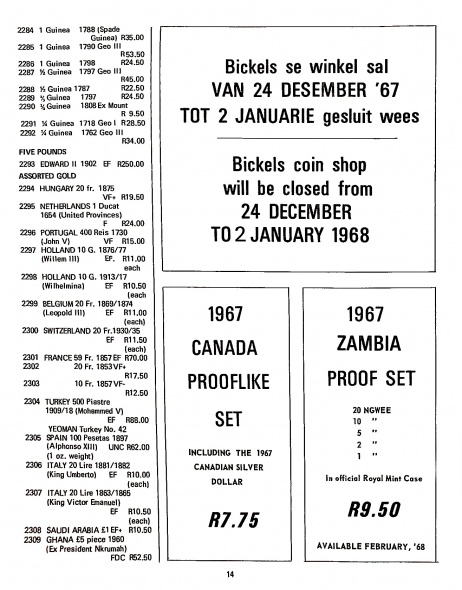 2284 1 Guinea 1788 (Spade
Guinea) R35.00
2285 1 Guinea 1790 Geo III
R53.50
2286 1 Guinea 1798 R24.50
2287 ½ Guinea 1797 Geo III
R45.00
2288 ½ Guinea 1787 R22.50
2289 Guinea 1797 R24.50
2290 Guinea 1808 Ex Mount
R 9.50
2291 ¼ Guinea 1718 Geo I R28.50
2292 ¼ Guinea 1762 Geo III
R34.00
FIVE POUNDS
2293 EDWARD II 1902 EF R250.00
ASSORTED GOLD
2294 HUNGARY 20 fr. 1875
VF+ R19.50
2295 NETHERLANDS 1 Ducat
1654 (United Provinces)
F R24.00
2296 PORTUGAL 400 Reis 1730
(John V) VF R15.00
2297 HOLLAND 10 G. 1876/77
(Willem III) EF. R11.00
each
2298 HOLLAND 10 G. 1913/17
(Wilhelmina) EF R10.50
(each)
2299 BELGIUM 20 Fr. 1869/1874
(Leopold III) EF R11.00
(each)
2300 SWITZERLAND 20 Fr.1930/35
EF R11.50
(each)
2301 FRANCE 59 Fr. 1857 EF R70.00
2302 20 Fr. 1853VF+
R17.50
2303 10 Fr. 1857VF-
R12.50
2304 TURKEY 500 Piastre
1909/18 (Mohammed V)
EF R88.00
YEOMAN Turkey No. 42
2305 SPAIN 100 Pesetas 1897
(Alphonso XIII) UNC R62.00
(1 oz. weight)
2306 ITALY 20 Lire 1881/1882
(King Umberto) EF R10.00
(each)
2307 ITALY 20 Lire 1863/1865
(King Victor Emanuel)
EF R10.50
(each)
2308 SAUDI ARABIA £1 EF+ R10.50
2309 GHANA £5 piece 1960
(Ex President Nkrumah)
FDC R52.50
Bickels se winkel sal
VAN 24 DESEMBER '67
TOT 2 JANUARIE gesluit wees
Bickels coin shop
will be closed from
24 DECEMBER
TO 2 JANUARY 1968
1967
CANADA
PROOFLIKE
SET
INCLUDING THE 1967
CANADIAN SILVER
DOLLAR
R7.75
1967
ZAMBIA
PROOF SET
20 NGWEE
10 "
5 "
2 "
1 "
In official Royal Mint Case
R9.50
AVAILABLE FEBRUARY, '68
14